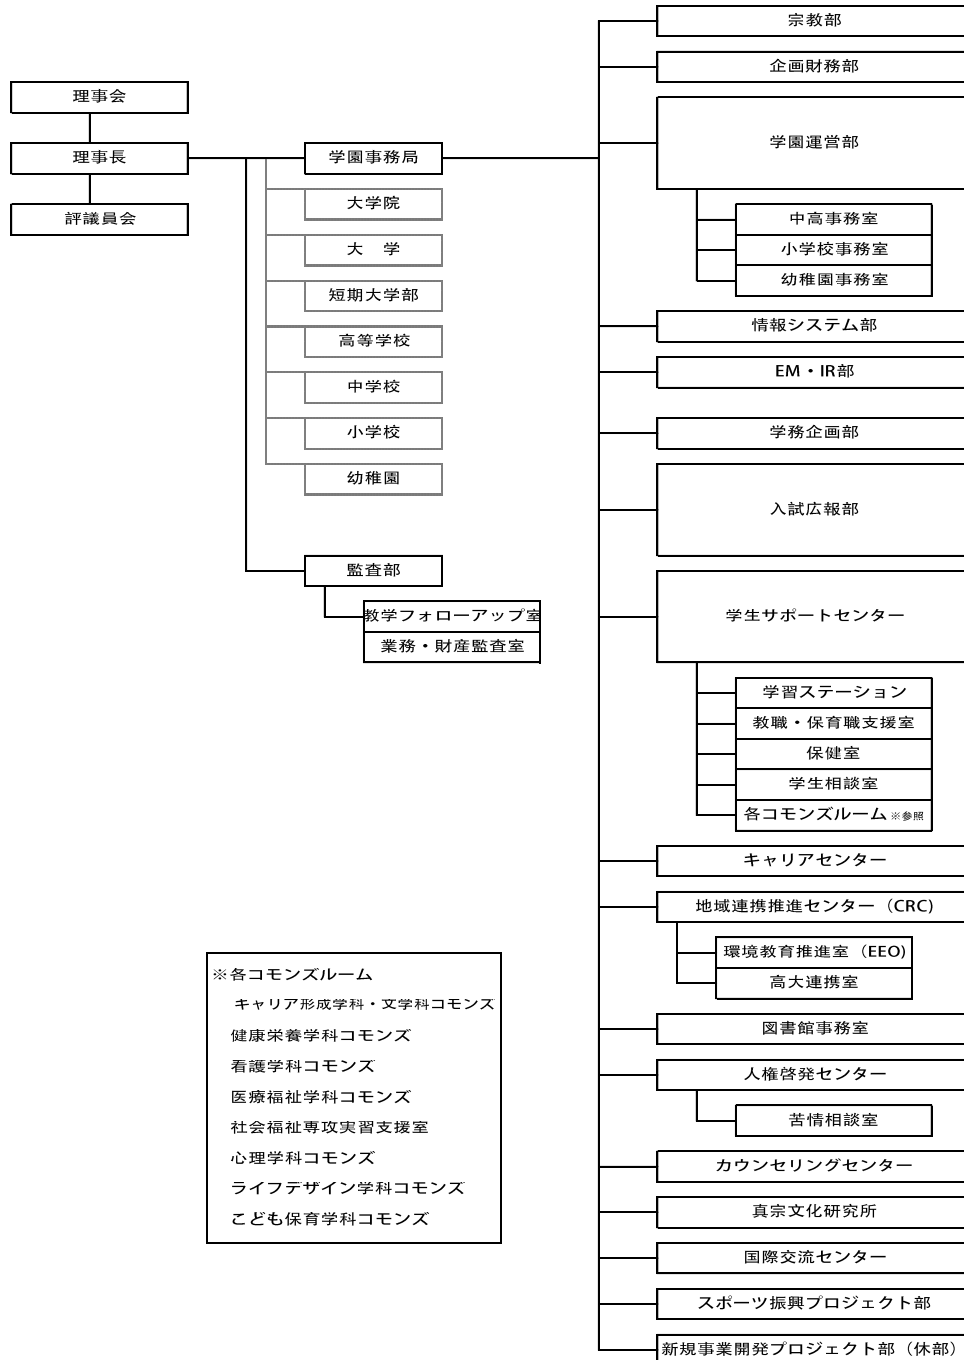 理事会
理事長
評議員会
学園事務局
大学院
大　学
短期大学部
高等学校
中学校
小学校
幼稚園
監査部
教学フォローアップ室
業務・財産監査室
宗教部
企画財務部
学園運営部
中高事務室
小学校事務室
幼稚園事務室
情報システム部
EM・IR部
学務企画部
入試広報部
学生サポートセンター
学習ステーション
教職・保育職支援室
保健室
学生相談室
各コモンズルーム ※参照
キャリアセンター
地域連携推進センター（CRC)
環境教育推進室（EEO)
高大連携室
図書館事務室
人権啓発センター
苦情相談室
カウンセリングセンター
真宗文化研究所
国際交流センター
スポーツ振興プロジェクト部
新規事業開発プロジェクト部（休部）
※各コモンズルーム
キャリア形成学科・文学科コモンズ
健康栄養学科コモンズ
看護学科コモンズ
医療福祉学科コモンズ
社会福祉専攻実習支援室
心理学科コモンズ
ライフデザイン学科コモンズ
こども保育学科コモンズ